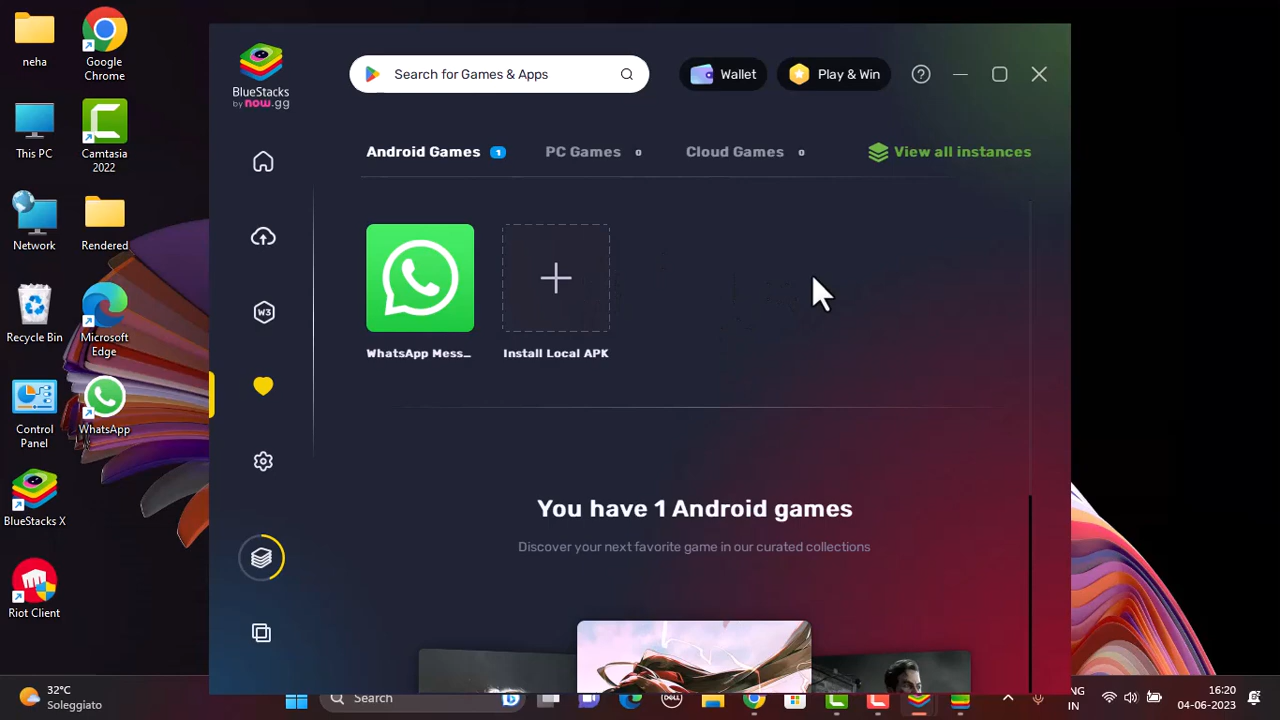 neha
Google
Chrome
This PC
Camtasia
2022
Network
Rendered
Recycle Bin
Microsoft
Edge
Control
Panel
WhatsApp
BlueStacks X
Riot Client
BlueStacks
by now.gg
Search for Games & Apps
Wallet
Play & Win
Android Games 1
PC Games 0
Cloud Games 0
View all instances
W3
WhatsApp Mess...
Install Local APK
You have 1 Android games
Discover your next favorite game in our curated collections
32°C
Soleggiato
Search
DELL
NG
IN
16:20
04-06-2023